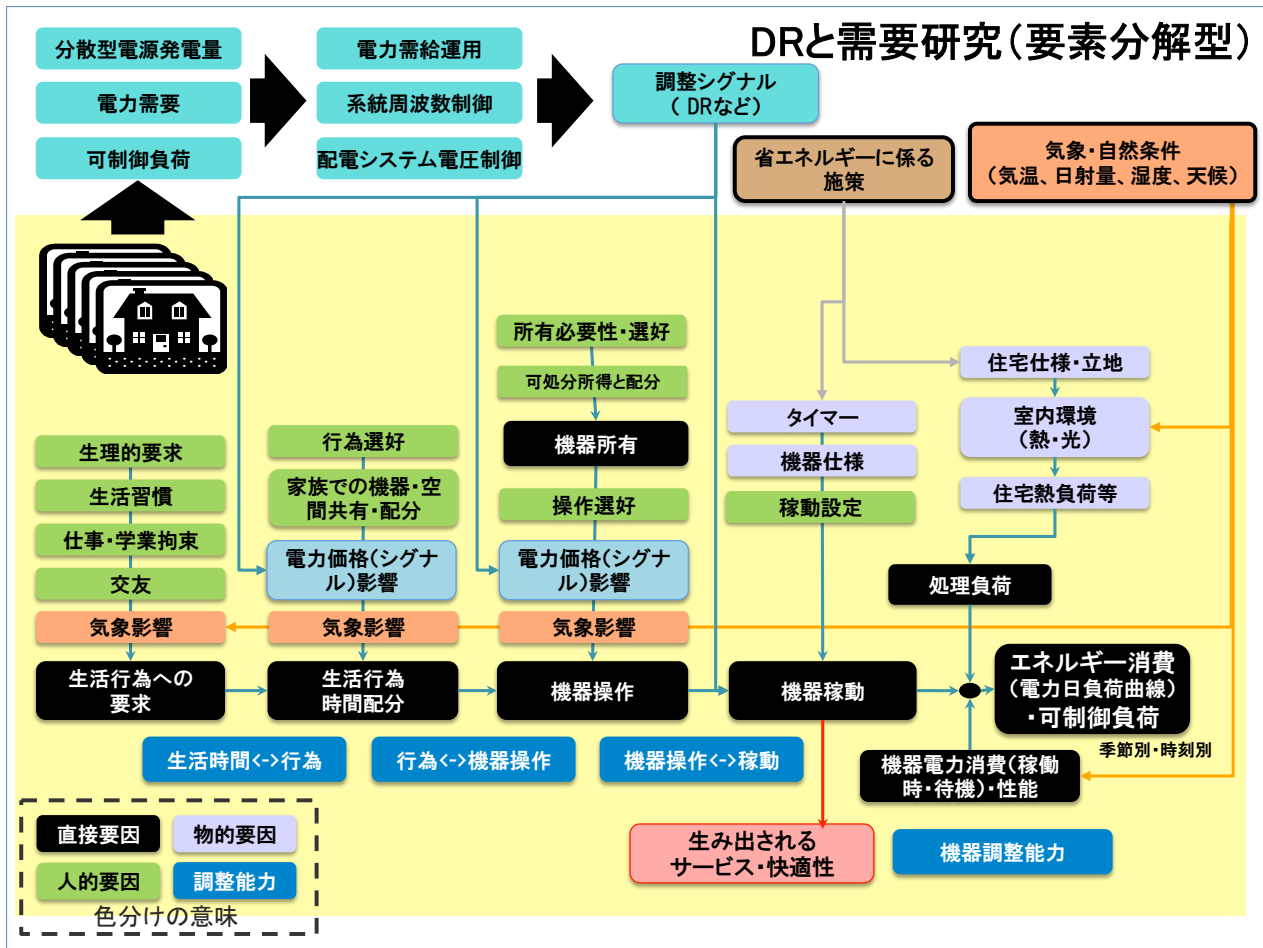 DRと需要研究(要素分解型)
分散型電源発電量
電力需要
可制御負荷
電力需給運用
系統周波数制御
配電システム電圧制御
調整シグナル
( DRなど)
省エネルギーに係る
施策
気象・自然条件
(気温、日射量、湿度、天候)
生理的要求
生活習慣
仕事・学業拘束
交友
気象影響
生活行為への
要求
行為選好
家族での機器・空
間共有・配分
電力価格(シグナ
ル)影響
気象影響
生活行為
時間配分
所有必要性・選好
可処分所得と配分
機器所有
操作選好
電力価格(シグナ
ル)影響
気象影響
機器操作
タイマー
機器仕様
稼動設定
機器稼動
住宅仕様・立地
室内環境
(熱・光)
住宅熱負荷等
処理負荷
エネルギー消費
(電力日負荷曲線)
・可制御負荷
季節別・時刻別
機器電力消費(稼働
時・待機)・性能
生活時間<->行為
行為<->機器操作
機器操作<->稼動
生み出される
サービス・快適性
機器調整能力
直接要因
物的要因
人的要因
調整能力
色分けの意味